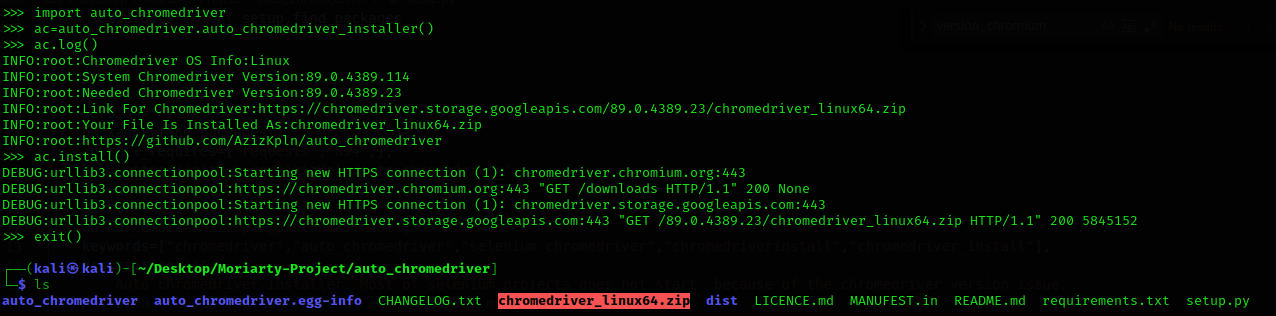 >>> import auto_chromedriver
>>> ac=auto_chromedriver.auto_chromedriver_installer()
>>> ac.log()
INFO:root:Chromedriver OS Info:Linux
INFO:root:System Chromedriver Version:89.0.4389.114
INFO:root:Needed Chromedriver Version:89.0.4389.23
INFO:root:Link For Chromedriver:https://chromedriver.storage.googleapis.com/89.0.4389.23/chromedriver_linux64.zip
INFO:root:Your File Is Installed As:chromedriver_linux64.zip
INFO:root:https://github.com/AzizKpln/auto_chromedriver
>>> ac.install()
DEBUG:urllib3.connectionpool:Starting new HTTPS connection (1): chromedriver.chromium.org:443
DEBUG:urllib3.connectionpool:https://chromedriver.chromium.org:443 "GET /downloads HTTP/1.1" 200 None
DEBUG:urllib3.connectionpool:Starting new HTTPS connection (1): chromedriver.storage.googleapis.com:443
DEBUG:urllib3.connectionpool:https://chromedriver.storage.googleapis.com:443 "GET /89.0.4389.23/chromedriver_linux64.zip HTTP/1.1" 200 5845152
>>> exit()
┌──(kali㉿kali)-[~/Desktop/Moriarty-Project/auto_chromedriver]
└─$ ls
auto_chromedriver auto_chromedriver.egg-info CHANGELOG.txt chromedriver_linux64.zip dist LICENCE.md MANUFEST.in README.md requirements.txt setup.py